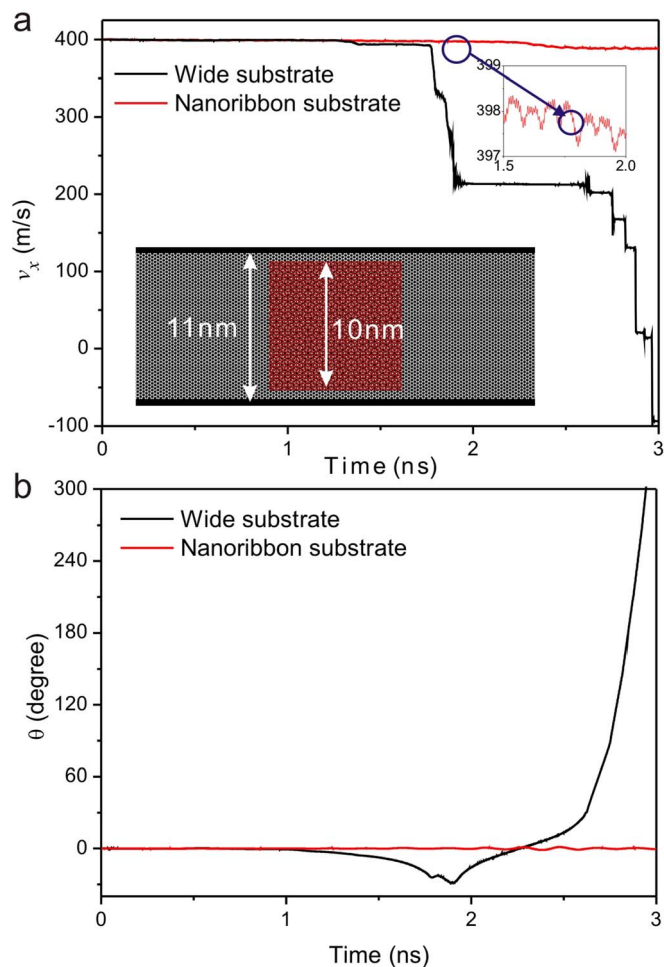 a
400
300
200
100
0
-100
v_x (m/s)
Wide substrate
Nanoribbon substrate
399
398
397
1.5
2.0
11nm
10nm
0
1
2
3
Time (ns)
b
300
240
180
120
60
0
θ (degree)
Wide substrate
Nanoribbon substrate
0
1
2
3
Time (ns)